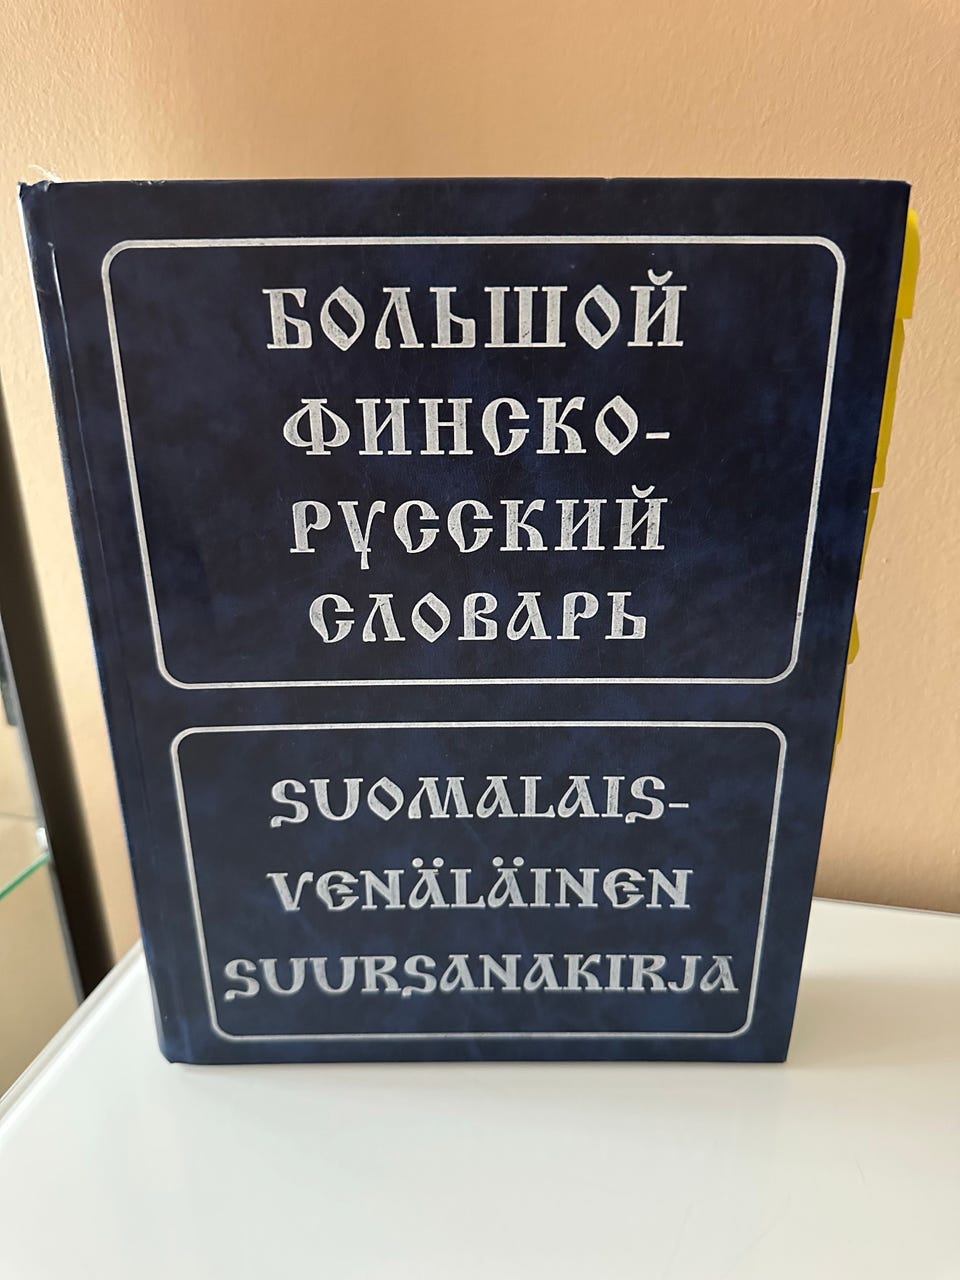 БОЛЬШОЙ
ФИНСКО-
РУССКИЙ
СЛОВАРЬ
SUOMALAIS-
VENÄLÄINEN
SUURSANAKIRJA